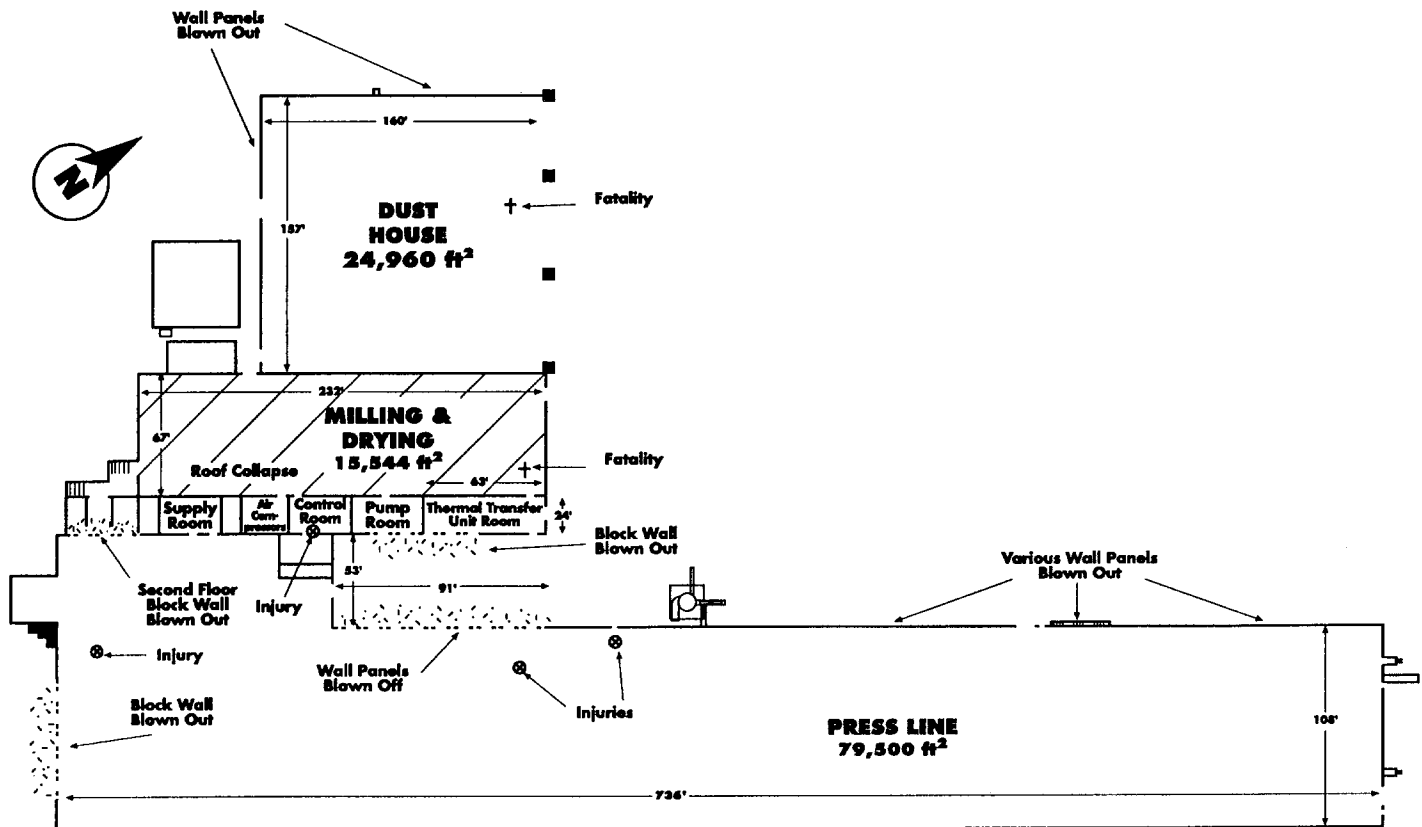 Wall Panels
Blown Out
160'
N
157'
DUST
HOUSE
24,960 ft²
Fatality
232'
MILLING &
DRYING
15,544 ft²
67'
Roof Collapse
63'
Fatality
Supply
Room
Air
Com-
pressors
Control
Room
Pump
Room
Thermal Transfer
Unit Room
24'
Block Wall
Blown Out
53'
91'
Second Floor
Block Wall
Blown Out
Injury
Various Wall Panels
Blown Out
Injury
Wall Panels
Blown Off
Injuries
Block Wall
Blown Out
PRESS LINE
79,500 ft²
108'
736'